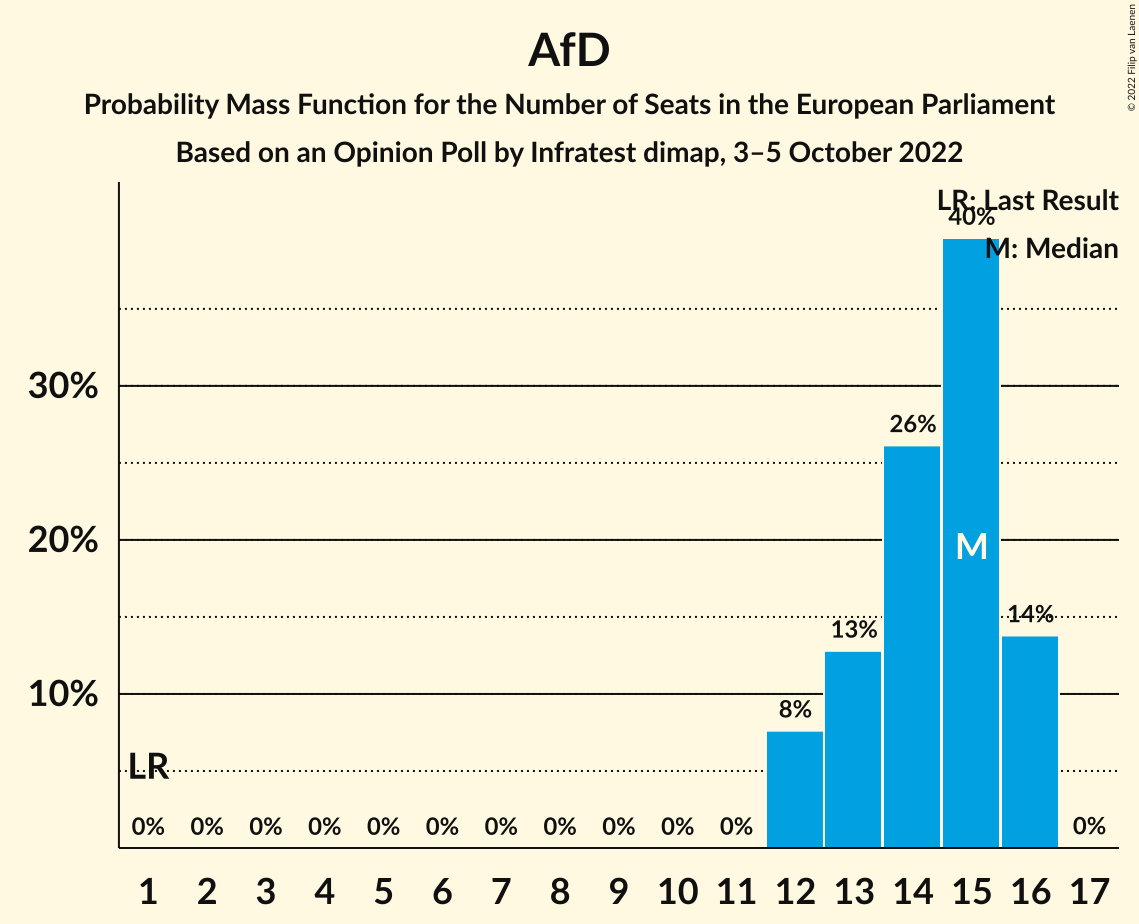 AfD
Probability Mass Function for the Number of Seats in the European Parliament
Based on an Opinion Poll by Infratest dimap, 3–5 October 2022
© 2022 Filip van Laenen
LR: Last Result
40%
M: Median
30%
26%
20%
M
14%
13%
10%
8%
LR
0% 0% 0% 0% 0% 0% 0% 0% 0% 0% 0% 0%
1 2 3 4 5 6 7 8 9 10 11 12 13 14 15 16 17